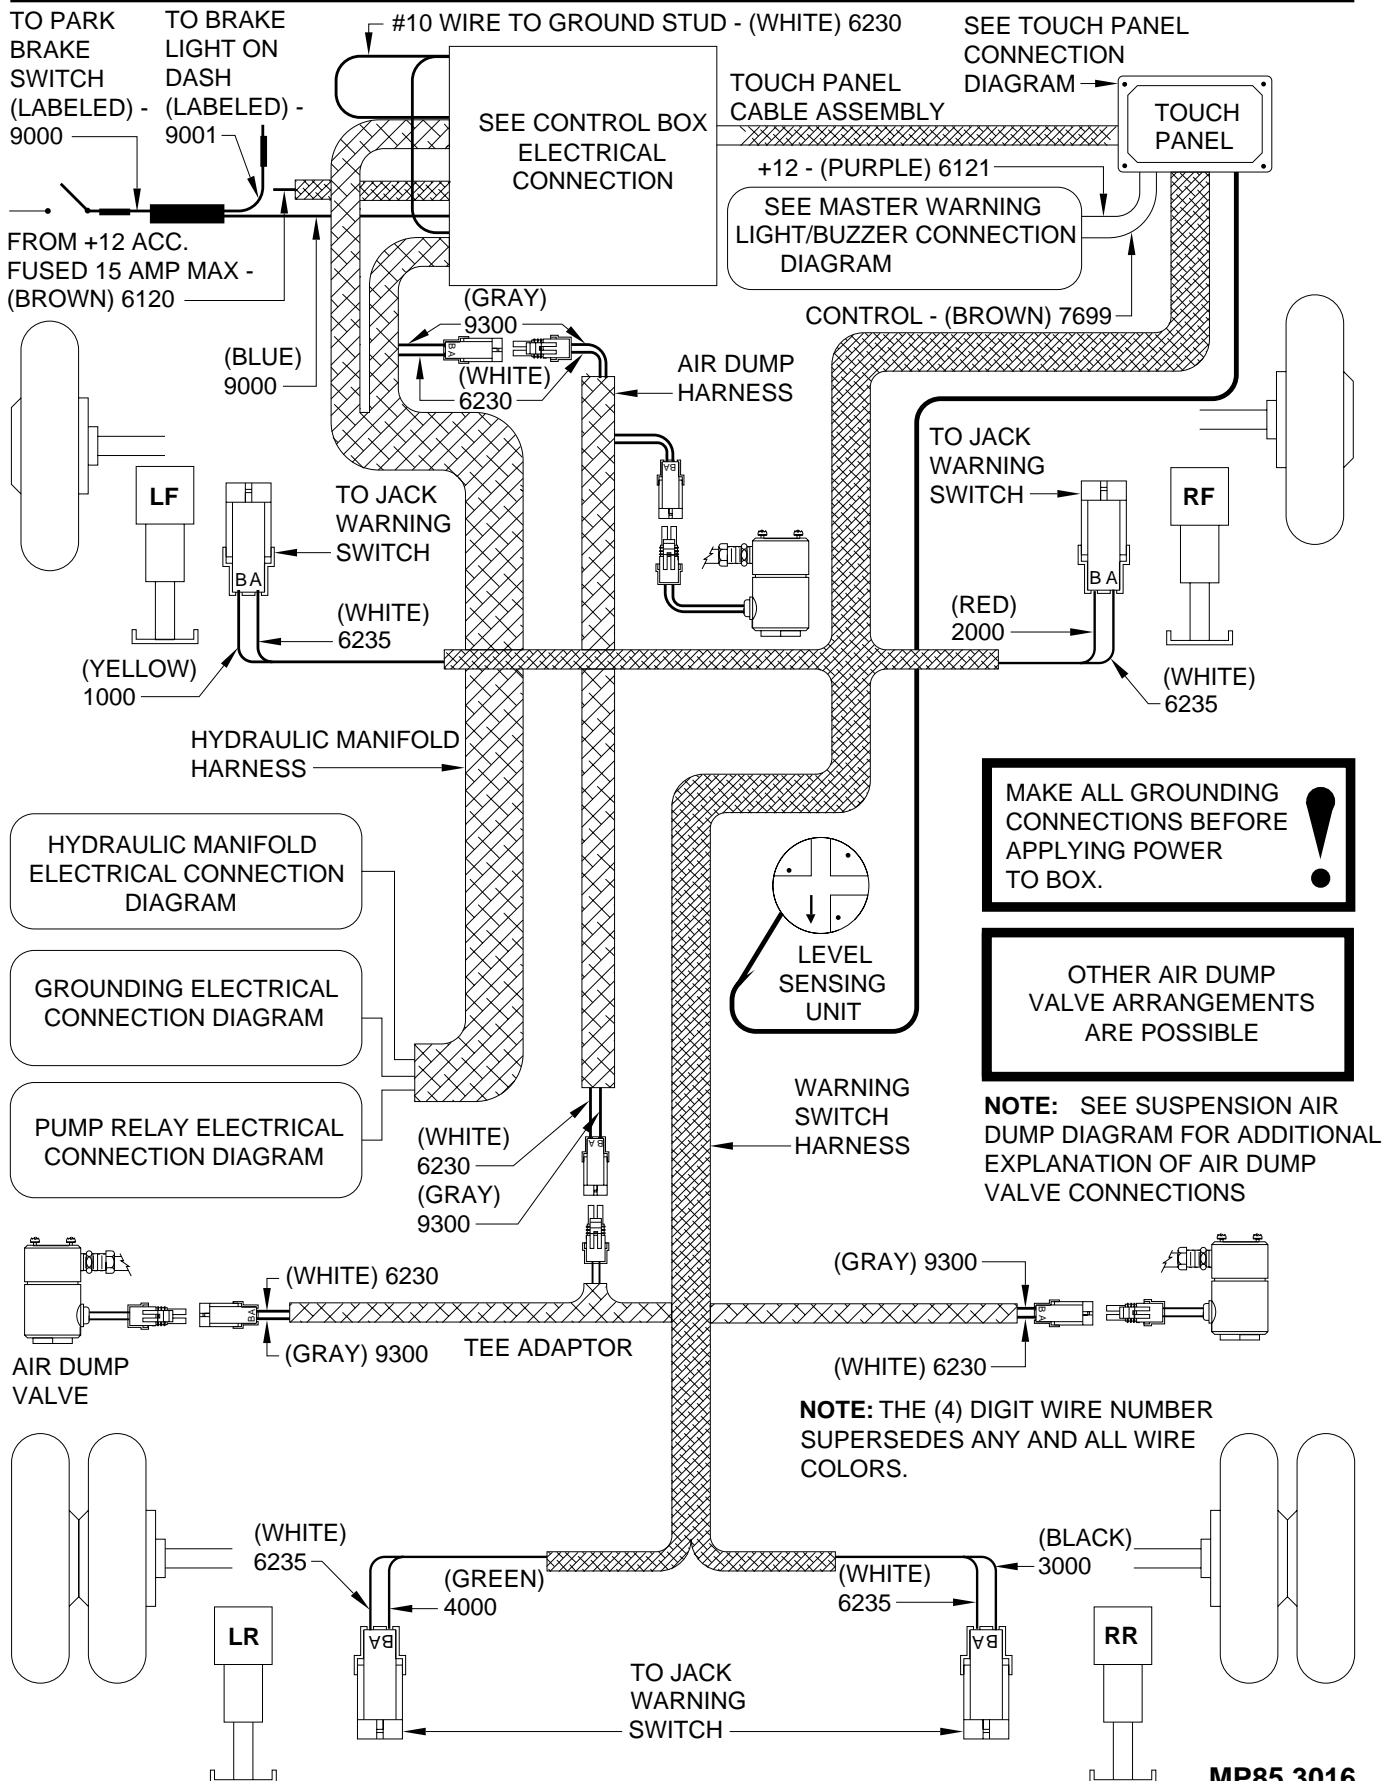 #10 WIRE TO GROUND STUD - (WHITE) 6230
TO PARK
BRAKE
SWITCH
(LABELED) -
9000
TO BRAKE
LIGHT ON
DASH
(LABELED) -
9001
SEE CONTROL BOX
ELECTRICAL
CONNECTION
TOUCH PANEL
CABLE ASSEMBLY
SEE TOUCH PANEL
CONNECTION
DIAGRAM
TOUCH
PANEL
+12 - (PURPLE) 6121
SEE MASTER WARNING
LIGHT/BUZZER CONNECTION
DIAGRAM
FROM +12 ACC.
FUSED 15 AMP MAX -
(BROWN) 6120
CONTROL - (BROWN) 7699
(BLUE)
9000
(GRAY)
9300
B A
(WHITE)
6230
AIR DUMP
HARNESS
B A
LF
TO JACK
WARNING
SWITCH
B A
(WHITE)
6235
(YELLOW)
1000
TO JACK
WARNING
SWITCH
RF
B A
(RED)
2000
(WHITE)
6235
HYDRAULIC MANIFOLD
HARNESS
HYDRAULIC MANIFOLD
ELECTRICAL CONNECTION
DIAGRAM
GROUNDING ELECTRICAL
CONNECTION DIAGRAM
PUMP RELAY ELECTRICAL
CONNECTION DIAGRAM
LEVEL
SENSING
UNIT
MAKE ALL GROUNDING
CONNECTIONS BEFORE
APPLYING POWER
TO BOX.
!
OTHER AIR DUMP
VALVE ARRANGEMENTS
ARE POSSIBLE
NOTE: SEE SUSPENSION AIR
DUMP DIAGRAM FOR ADDITIONAL
EXPLANATION OF AIR DUMP
VALVE CONNECTIONS
WARNING
SWITCH
HARNESS
(WHITE)
6230
(GRAY)
9300
B A
(WHITE) 6230
B A
(GRAY) 9300
TEE ADAPTOR
AIR DUMP
VALVE
(GRAY) 9300
B A
(WHITE) 6230
NOTE: THE (4) DIGIT WIRE NUMBER
SUPERSEDES ANY AND ALL WIRE
COLORS.
(WHITE)
6235
(GREEN)
4000
B A
LR
(WHITE)
6235
(BLACK)
3000
B A
RR
TO JACK
WARNING
SWITCH
MP85.3016